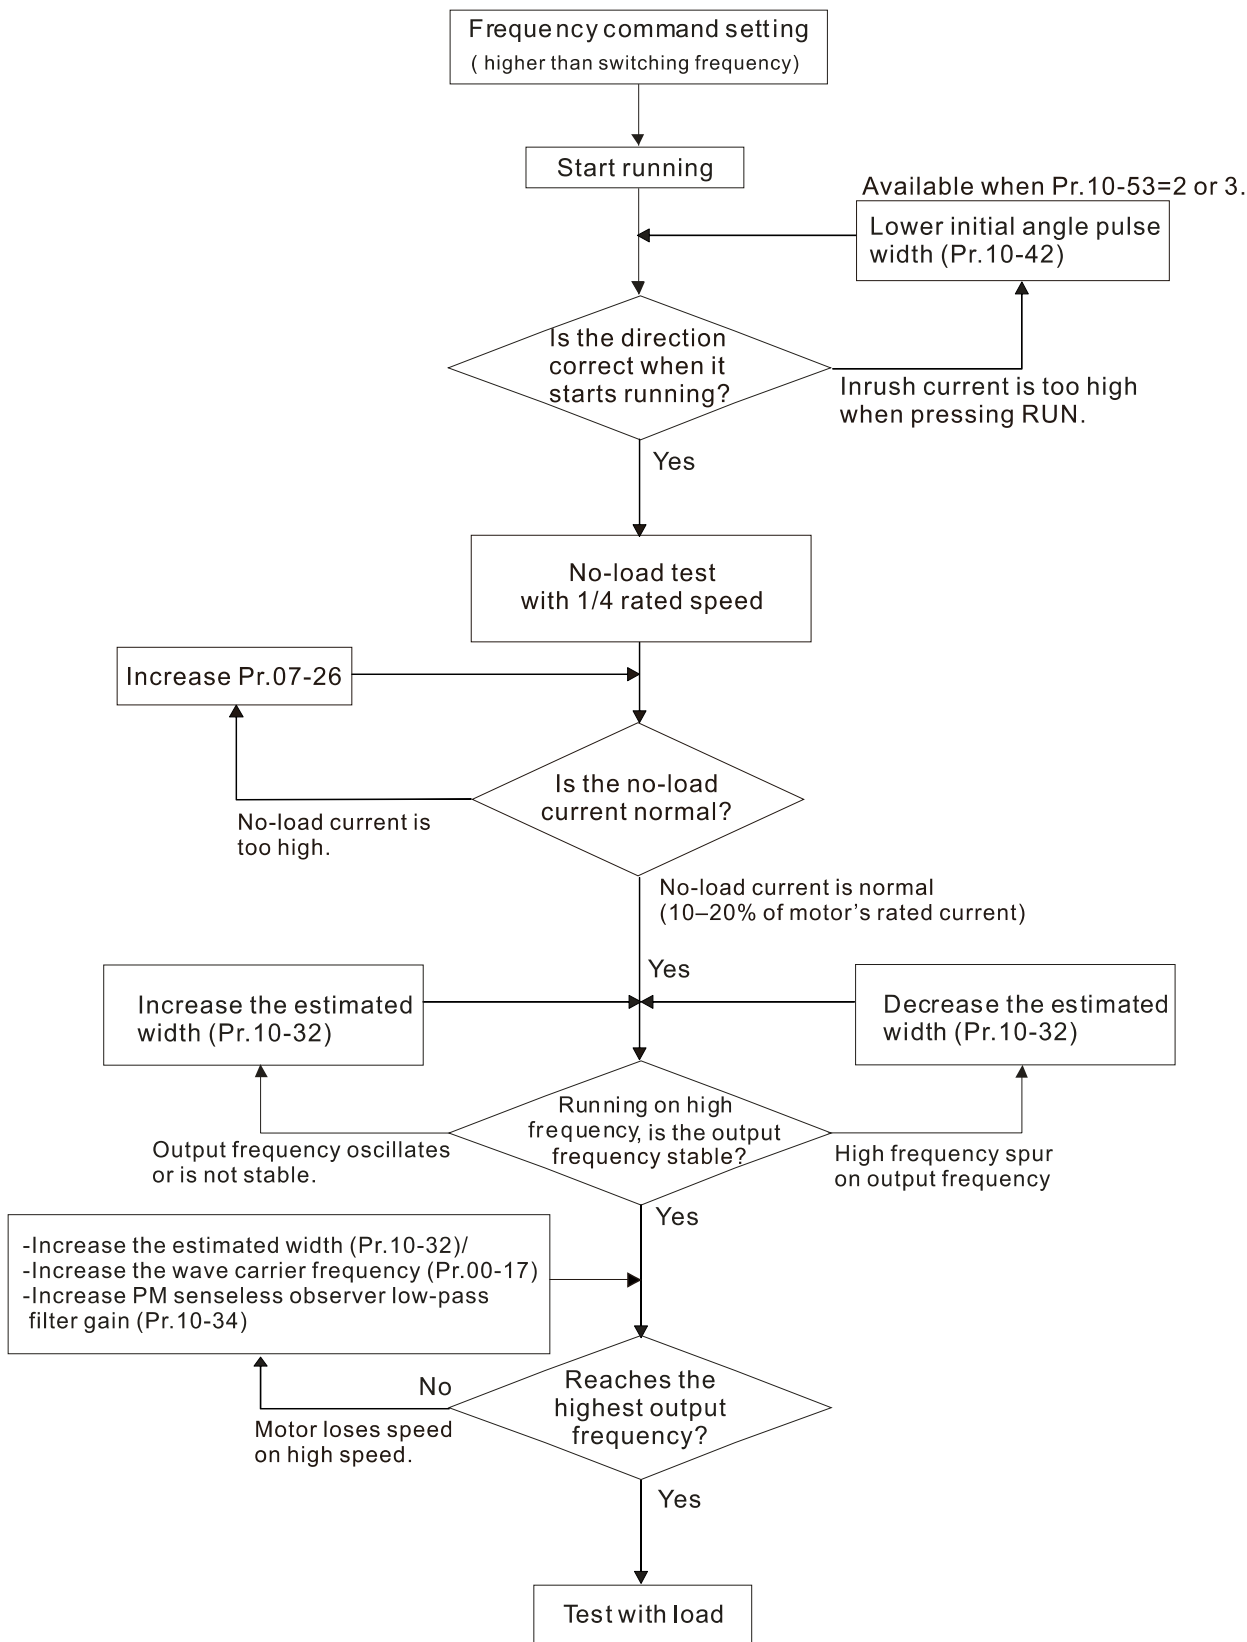 Frequency command setting
( higher than switching frequency)
Start running
Available when Pr.10-53=2 or 3.
Lower initial angle pulse
width (Pr.10-42)
Is the direction
correct when it
starts running?
Inrush current is too high
when pressing RUN.
Yes
No-load test
with 1/4 rated speed
Increase Pr.07-26
Is the no-load
current normal?
No-load current is
too high.
No-load current is normal
(10–20% of motor’s rated current)
Yes
Increase the estimated
width (Pr.10-32)
Decrease the estimated
width (Pr.10-32)
Running on high
frequency, is the output
frequency stable?
Output frequency oscillates
or is not stable.
High frequency spur
on output frequency
Yes
-Increase the estimated width (Pr.10-32)/
-Increase the wave carrier frequency (Pr.00-17)
-Increase PM senseless observer low-pass
filter gain (Pr.10-34)
No
Reaches the
highest output
frequency?
Motor loses speed
on high speed.
Yes
Test with load